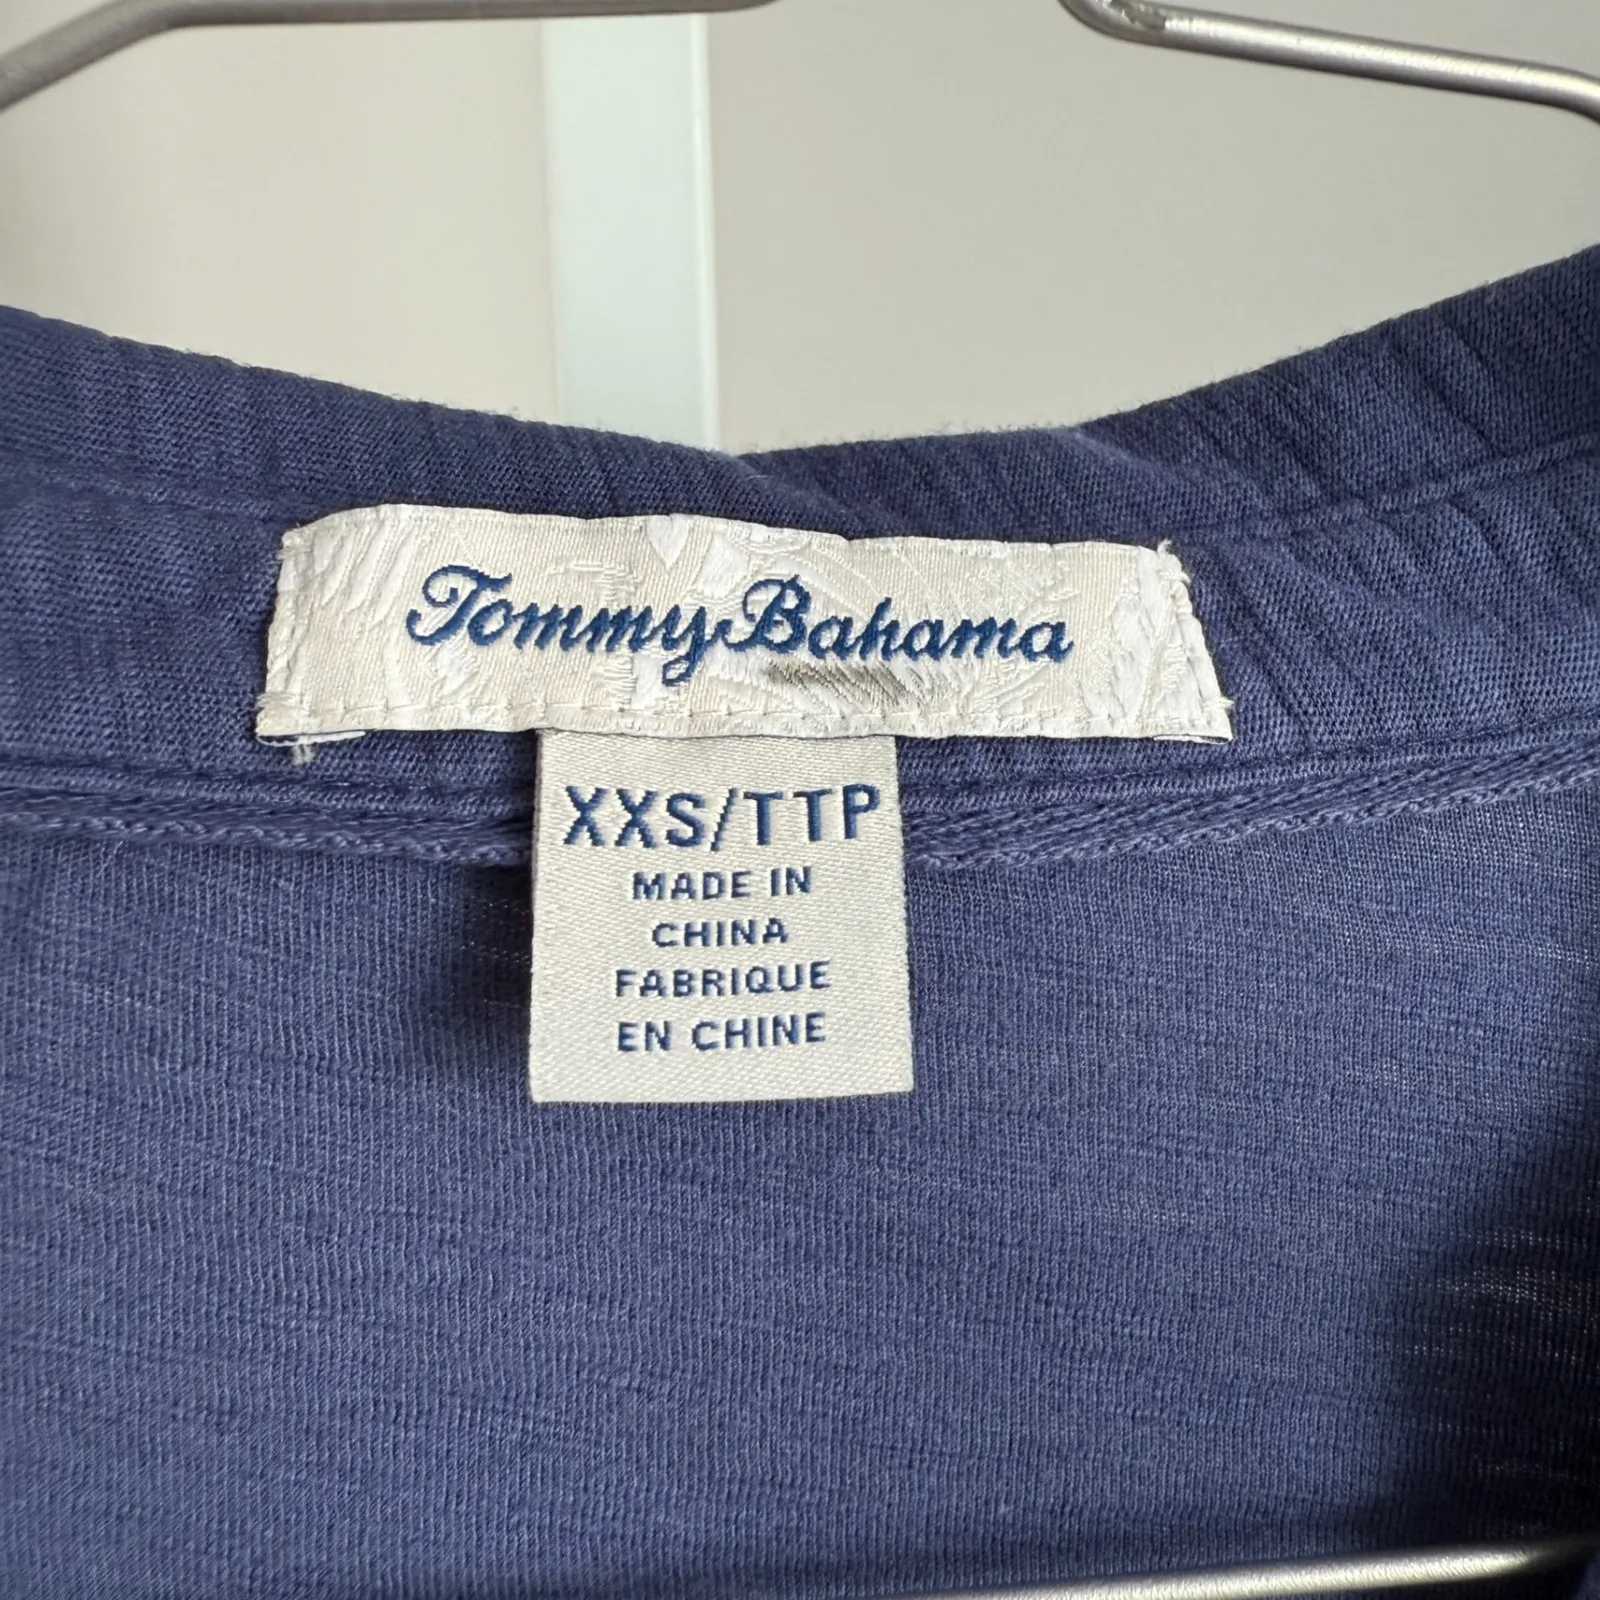 Tommy Bahama
XXS/TTP
MADE IN
CHINA
FABRIQUE
EN CHINE